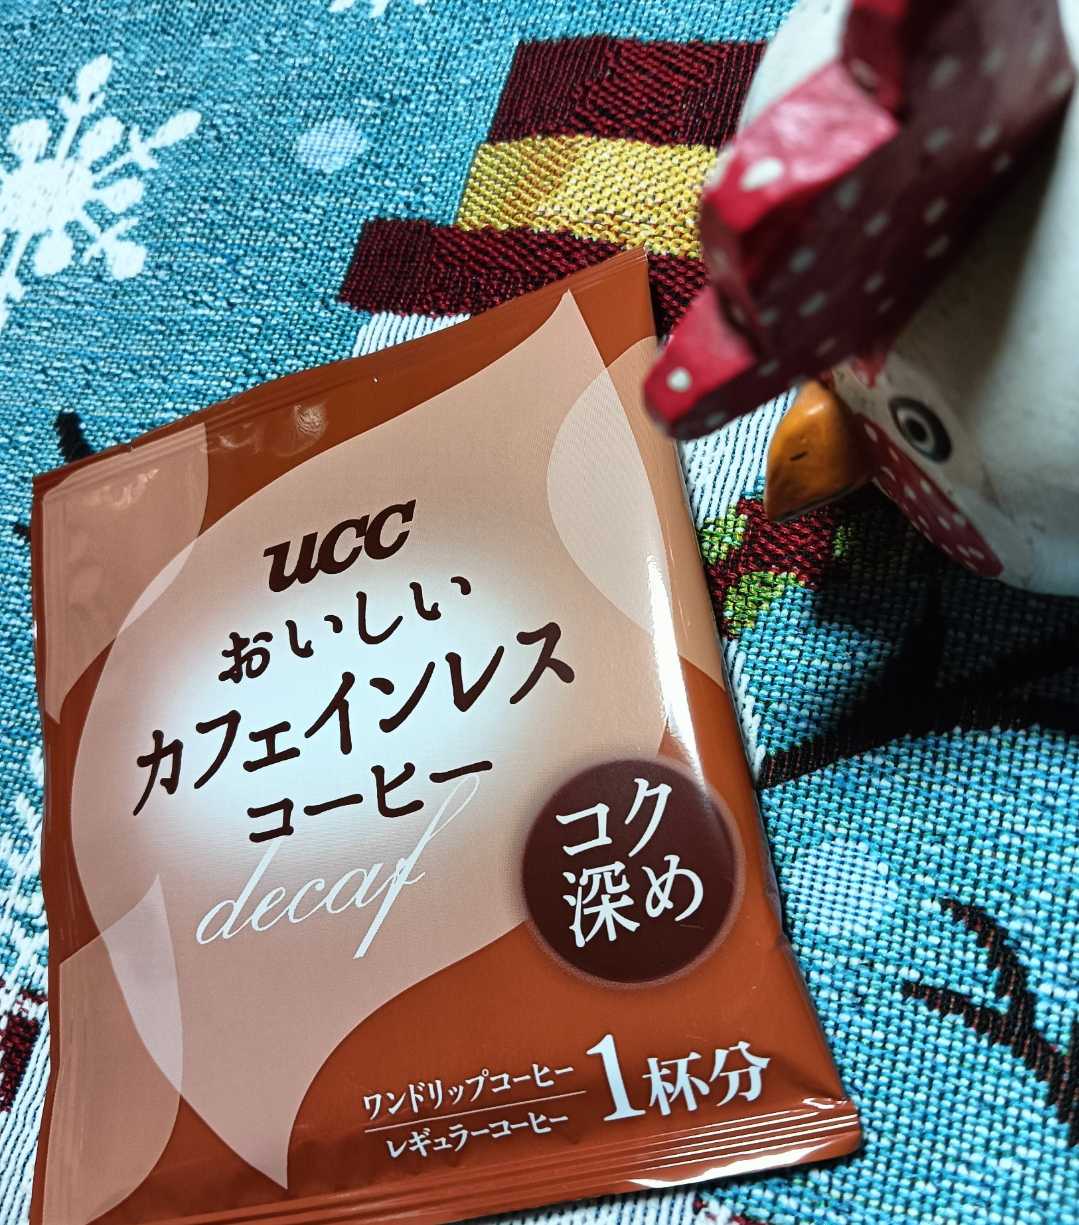 ucc
おいしい
カフェインレス
コーヒー
decaf
コク
深め
ワンドリップコーヒー
レギュラーコーヒー
1杯分